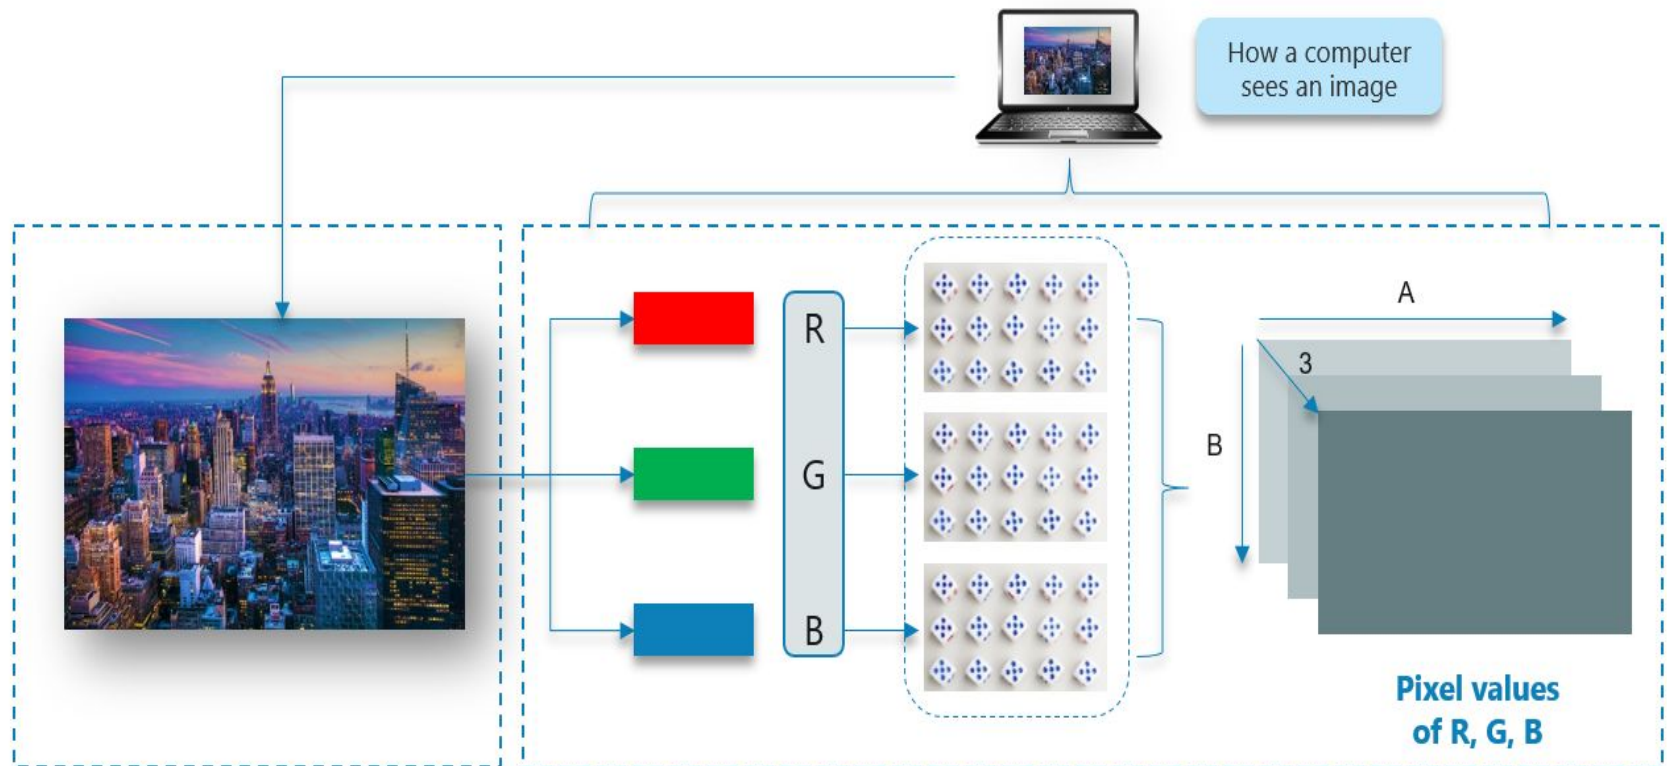 How a computer
sees an image
R
G
B
A
3
B
Pixel values
of R, G, B